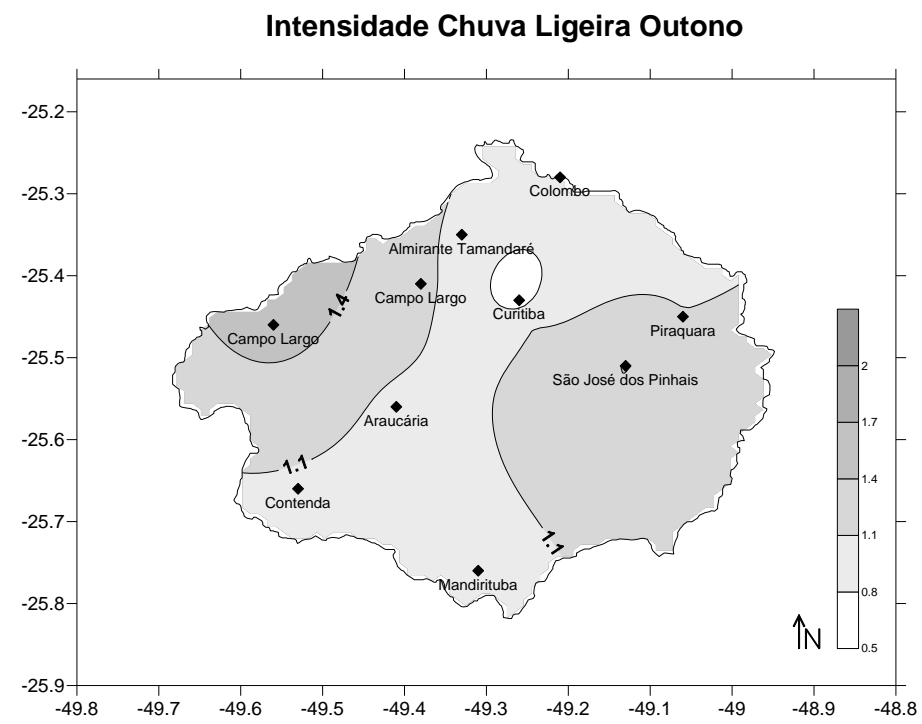 Intensidade Chuva Ligeira Outono
-25.2
-25.3
-25.4
-25.5
-25.6
-25.7
-25.8
-25.9
Colombo
Almirante Tamandaré
Campo Largo
1.4
Curitiba
Campo Largo
Piraquara
São José dos Pinhais
Araucária
1.1
Contenda
1.1
Mandirituba
2
1.7
1.4
1.1
0.8
0.5
N
-49.8 -49.7 -49.6 -49.5 -49.4 -49.3 -49.2 -49.1 -49 -48.9 -48.8